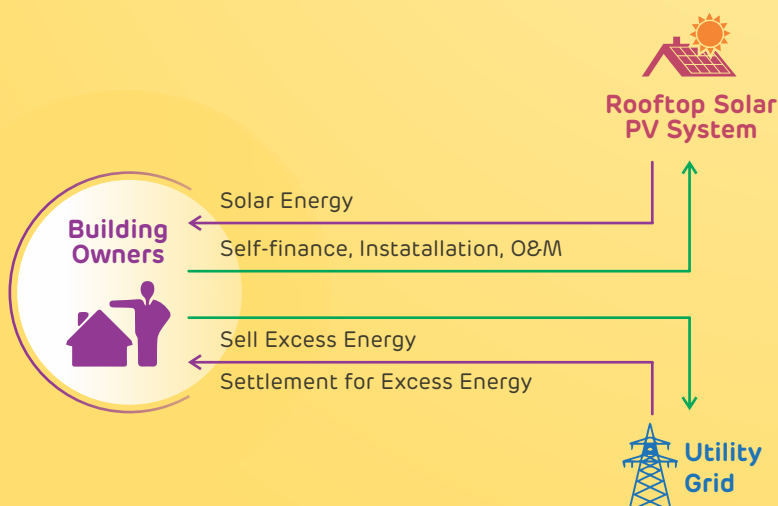 Rooftop Solar
PV System
Solar Energy
Building
Owners
Self-finance, Instatallation, O&M
Sell Excess Energy
Settlement for Excess Energy
Utility
Grid